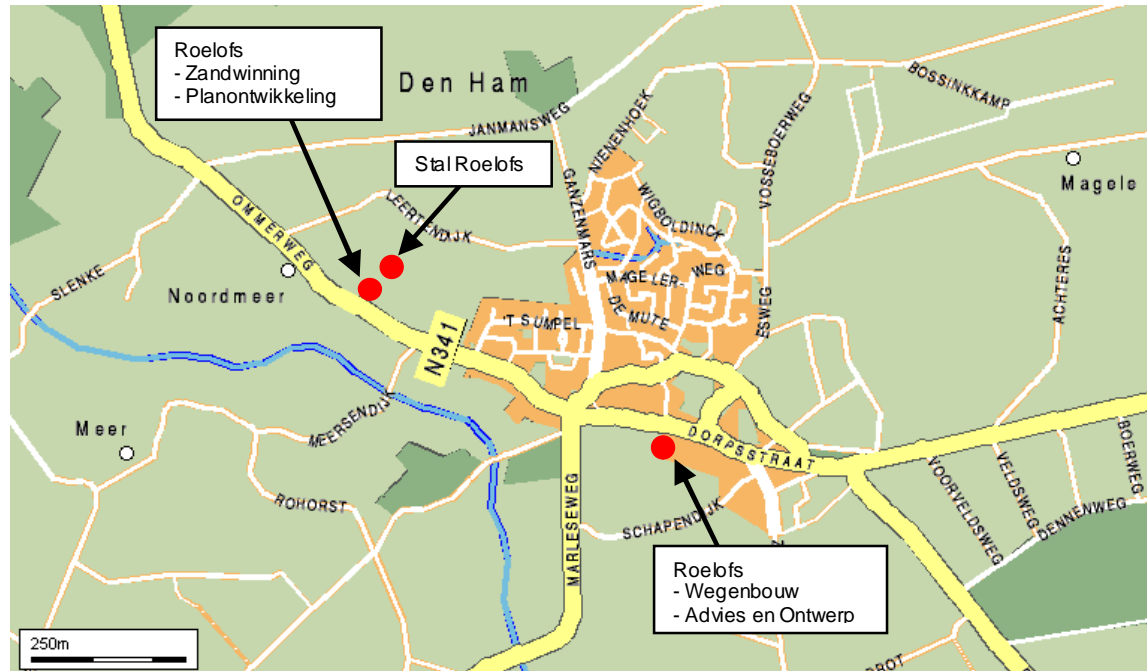 Roelofs
- Zandwinning
- Planontwikkeling
Den Ham
JANMANSWEG
NIENENHOEK
BOSSINKKAMP
VOSSEBOERWEG
Stal Roelofs
Magele
GANZENMARS
WIGBOLDINCK
LEERTENDIJK
OMMERWEG
SLENKE
Noordmeer
MAGELER-
WEG
ACHTERES
DE MUTE
ESWEG
'T SUMPEL
N341
MEERSENDIJK
Meer
DORPSSTRAAT
ROHORST
SCHAPENDIJK
MARLESEWEG
VOORVELDSWEG
VELDSWEG
BOERWEG
DENNENWEG
Roelofs
- Wegenbouw
- Advies en Ontwerp
250m